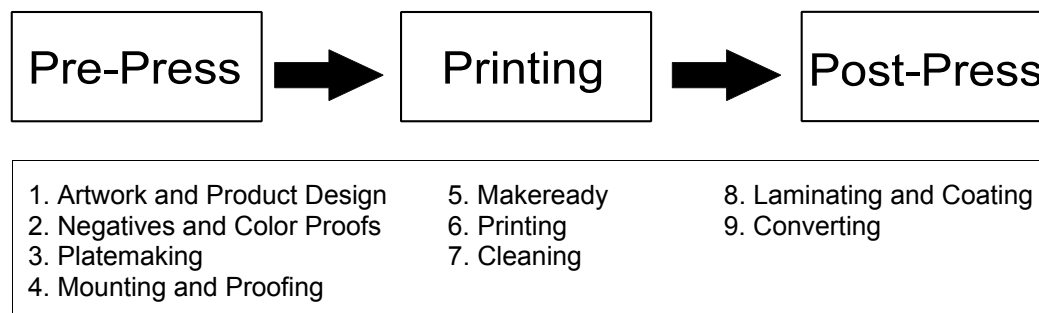 Pre-Press
Printing
Post-Press
1. Artwork and Product Design
2. Negatives and Color Proofs
3. Platemaking
4. Mounting and Proofing
5. Makeready
6. Printing
7. Cleaning
8. Laminating and Coating
9. Converting